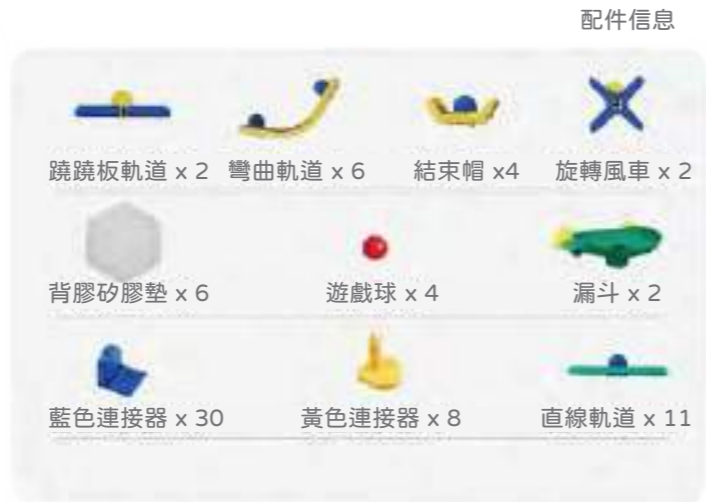 配件信息
蹺蹺板軌道 x 2 彎曲軌道 x 6 結束帽 x4 旋轉風車 x 2
背膠矽膠墊 x 6 遊戲球 x 4 漏斗 x 2
藍色連接器 x 30 黃色連接器 x 8 直線軌道 x 11